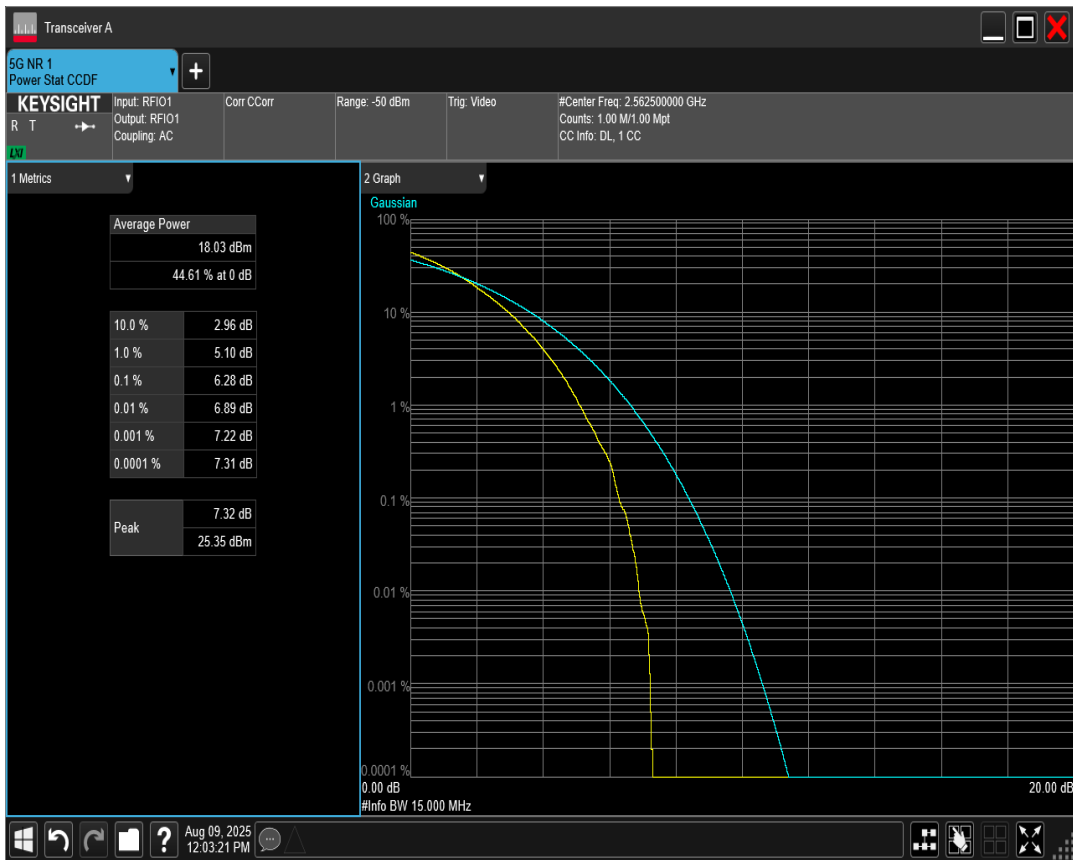 Transceiver A
5G NR 1
Power Stat CCDF
KEYSIGHT
R T
LXI
Input: RFIO1
Output: RFIO1
Coupling: AC
Corr CCorr
Range: -50 dBm
Trig: Video
#Center Freq: 2.562500000 GHz
Counts: 1.00 M/1.00 Mpt
CC Info: DL, 1 CC
1 Metrics
Average Power
18.03 dBm
44.61 % at 0 dB
10.0 % 2.96 dB
1.0 % 5.10 dB
0.1 % 6.28 dB
0.01 % 6.89 dB
0.001 % 7.22 dB
0.0001 % 7.31 dB
Peak 7.32 dB
25.35 dBm
2 Graph
Gaussian
100 %
10 %
1 %
0.1 %
0.01 %
0.001 %
0.0001 %
0.00 dB 20.00 dB
#Info BW 15.000 MHz
? Aug 09, 2025
12:03:21 PM